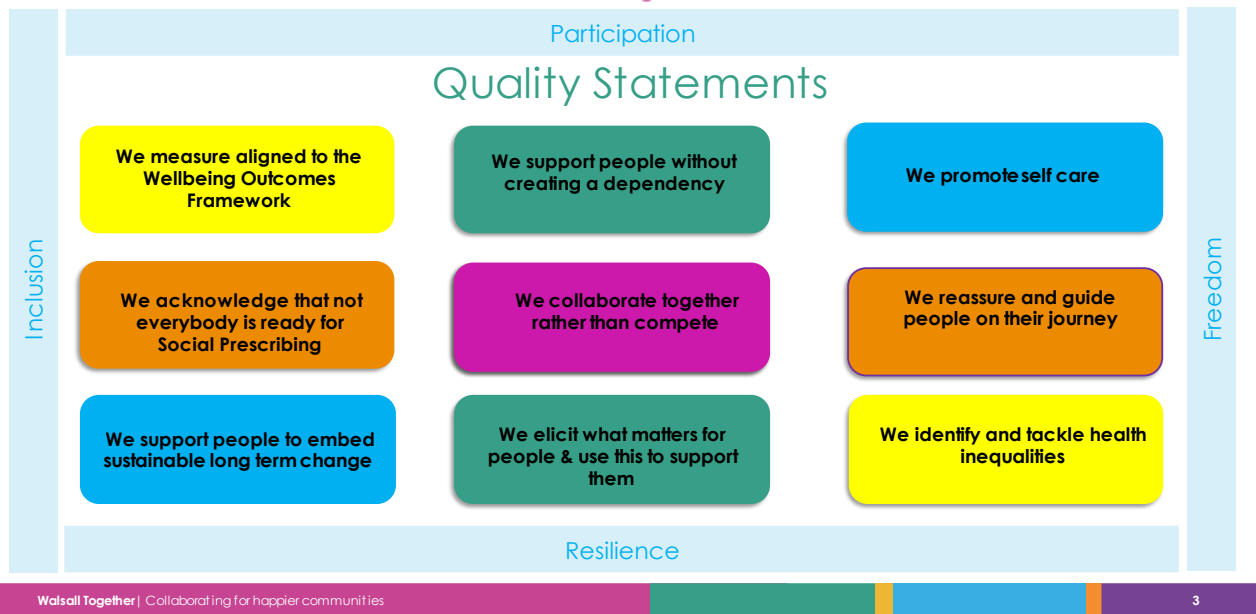 Participation
Quality Statements
Inclusion
Freedom
We measure aligned to the
Wellbeing Outcomes
Framework
We support people without
creating a dependency
We promote self care
We acknowledge that not
everybody is ready for
Social Prescribing
We collaborate together
rather than compete
We reassure and guide
people on their journey
We support people to embed
sustainable long term change
We elicit what matters for
people & use this to support
them
We identify and tackle health
inequalities
Resilience
Walsall Together| Collaborating for happier communities
3